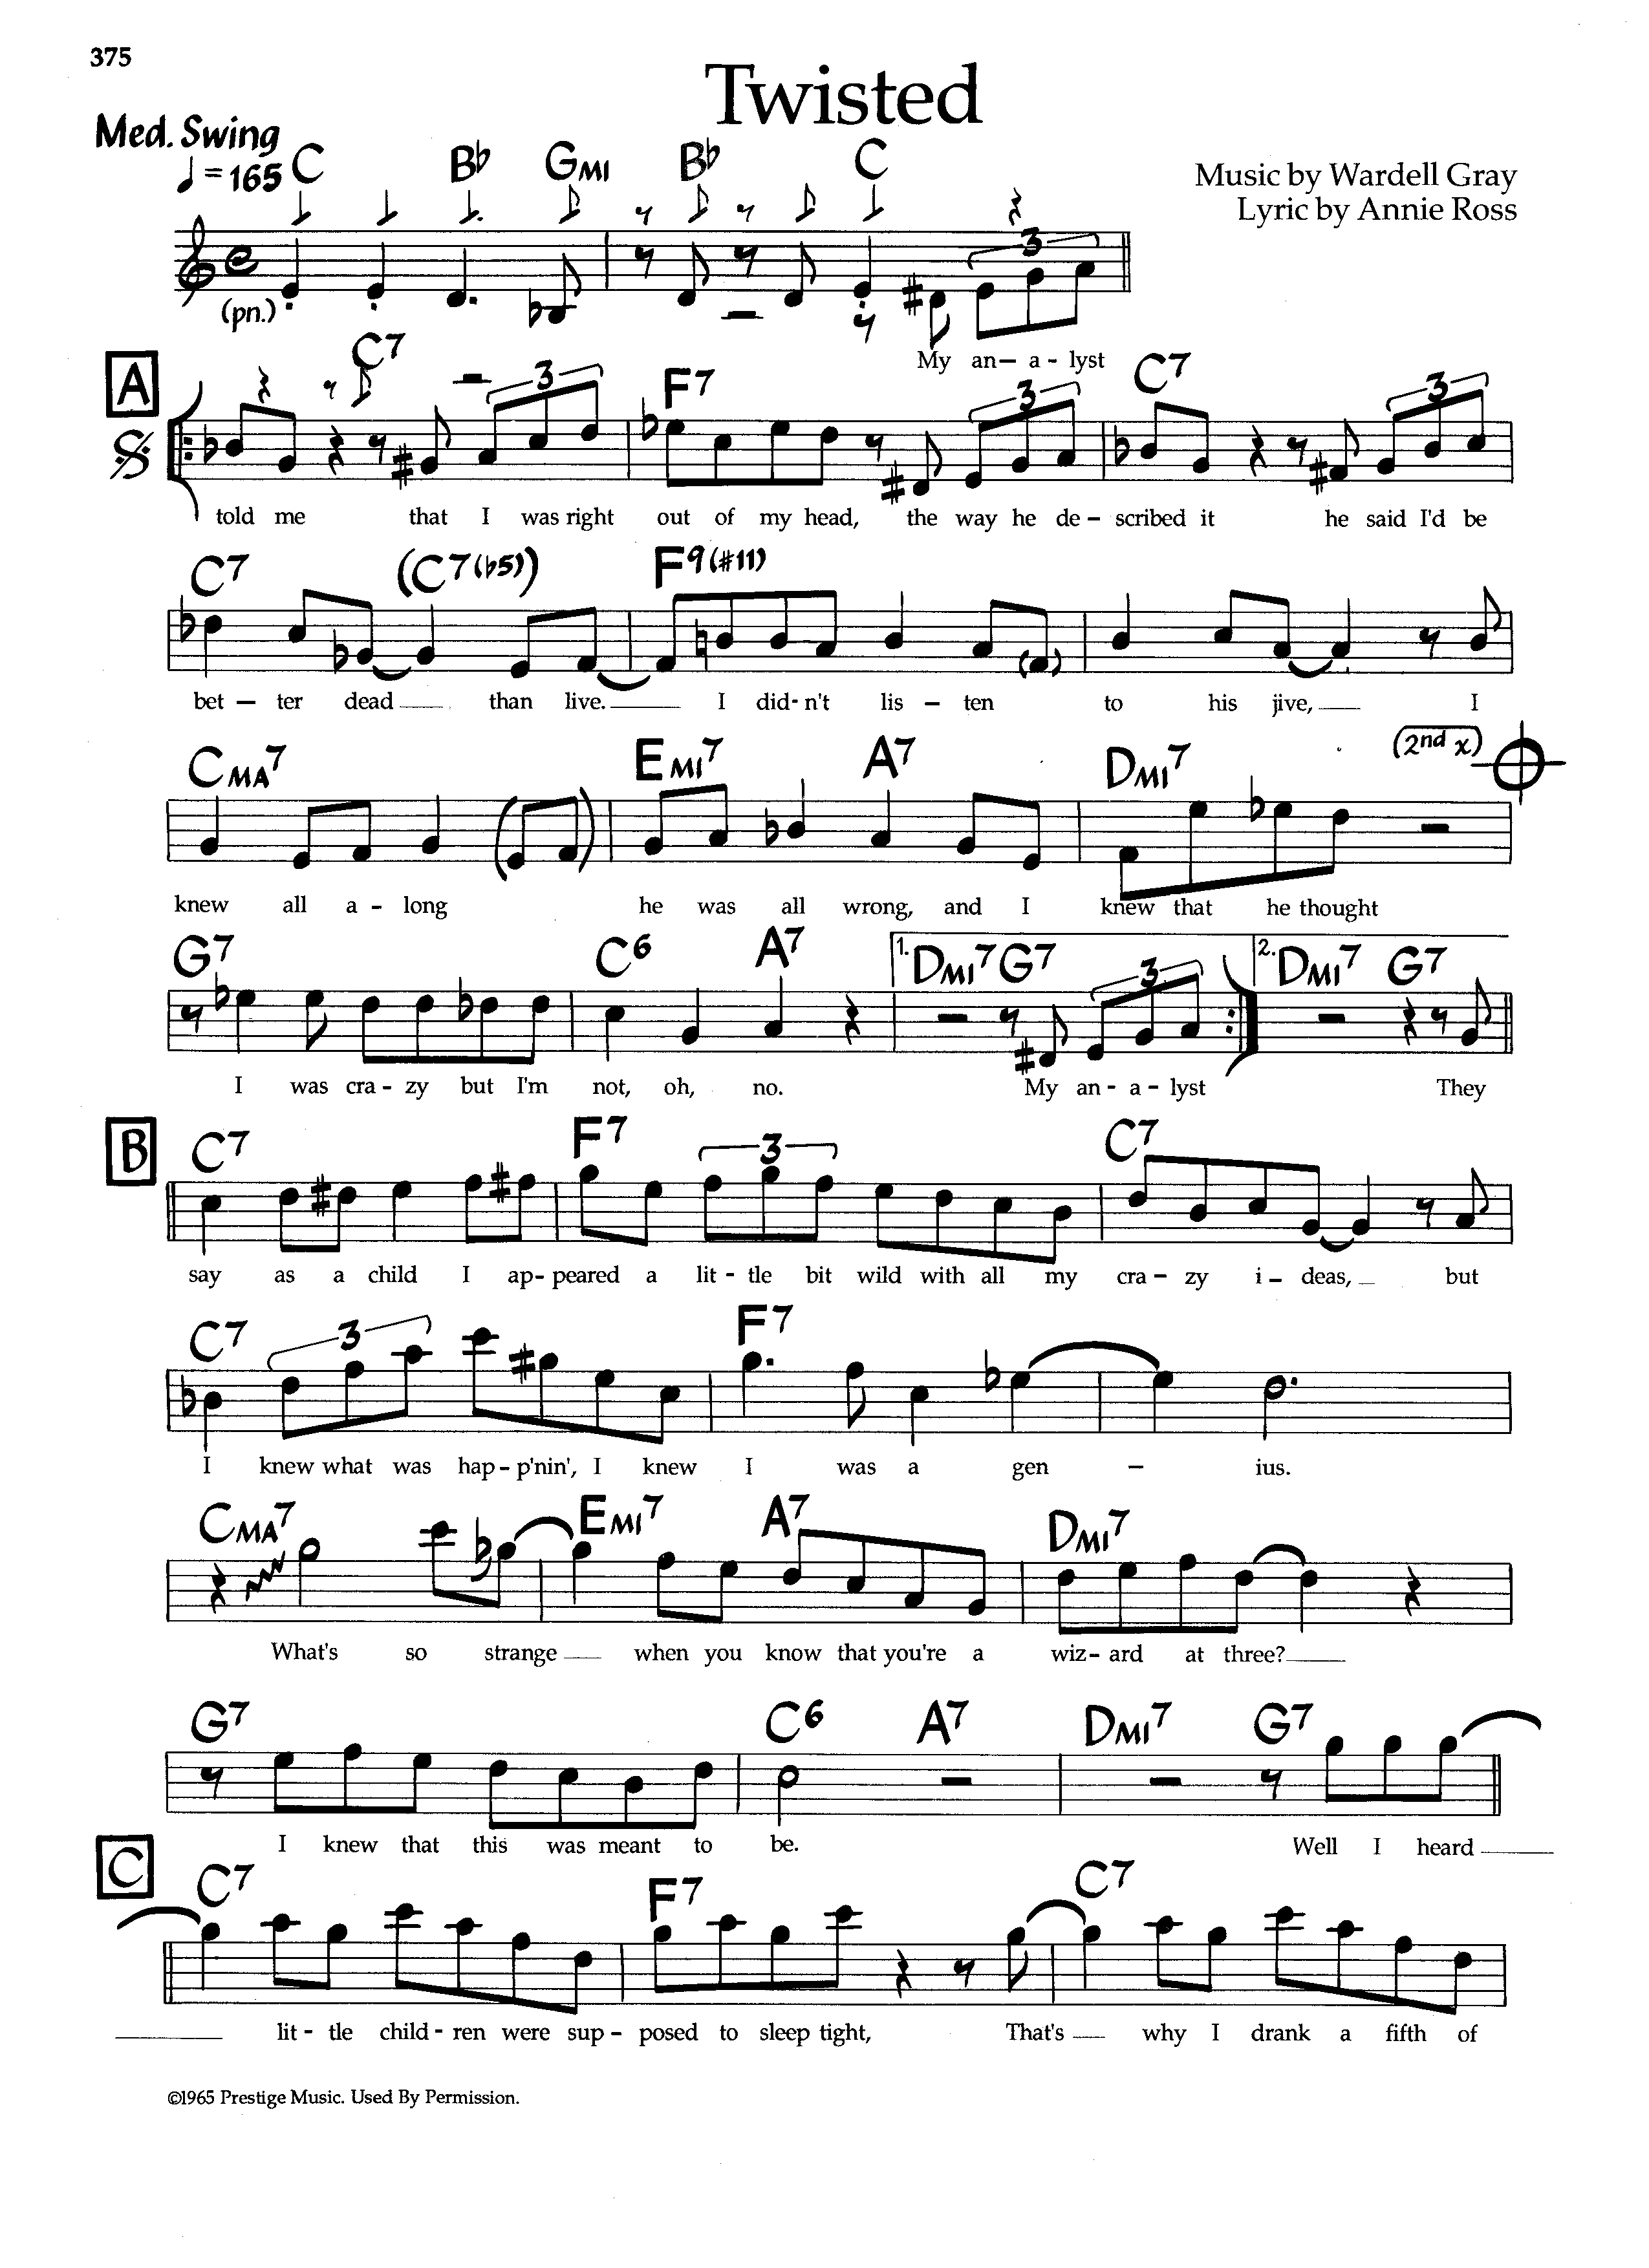 375
Twisted
Med. Swing
♩ = 165
Music by Wardell Gray
Lyric by Annie Ross
C B♭ GMI B♭ C
3
(pn.)
My an- a- lyst
A C7 F7 C7
3 3 3
told me that I was right out of my head, the way he de- scribed it he said I'd be
C7 (C7(♭5)) F9(#11)
bet- ter dead than live. I did- n't lis- ten to his jive, I
CMA7 EMI7 A7 DMI7 (2nd x)
knew all a- long he was all wrong, and I knew that he thought
G7 C6 A7 1. DMI7 G7 2. DMI7 G7
3
I was cra- zy but I'm not, oh, no. My an- a- lyst They
B C7 F7 C7
3
say as a child I ap- peared a lit- tle bit wild with all my cra- zy i- deas, but
C7 F7
3
I knew what was hap- p'nin', I knew I was a gen - ius.
CMA7 EMI7 A7 DMI7
What's so strange when you know that you're a wiz- ard at three?
G7 C6 A7 DMI7 G7
I knew that this was meant to be. Well I heard
C C7 F7 C7
lit- tle child- ren were sup- posed to sleep tight, That's why I drank a fifth of
©1965 Prestige Music. Used By Permission.